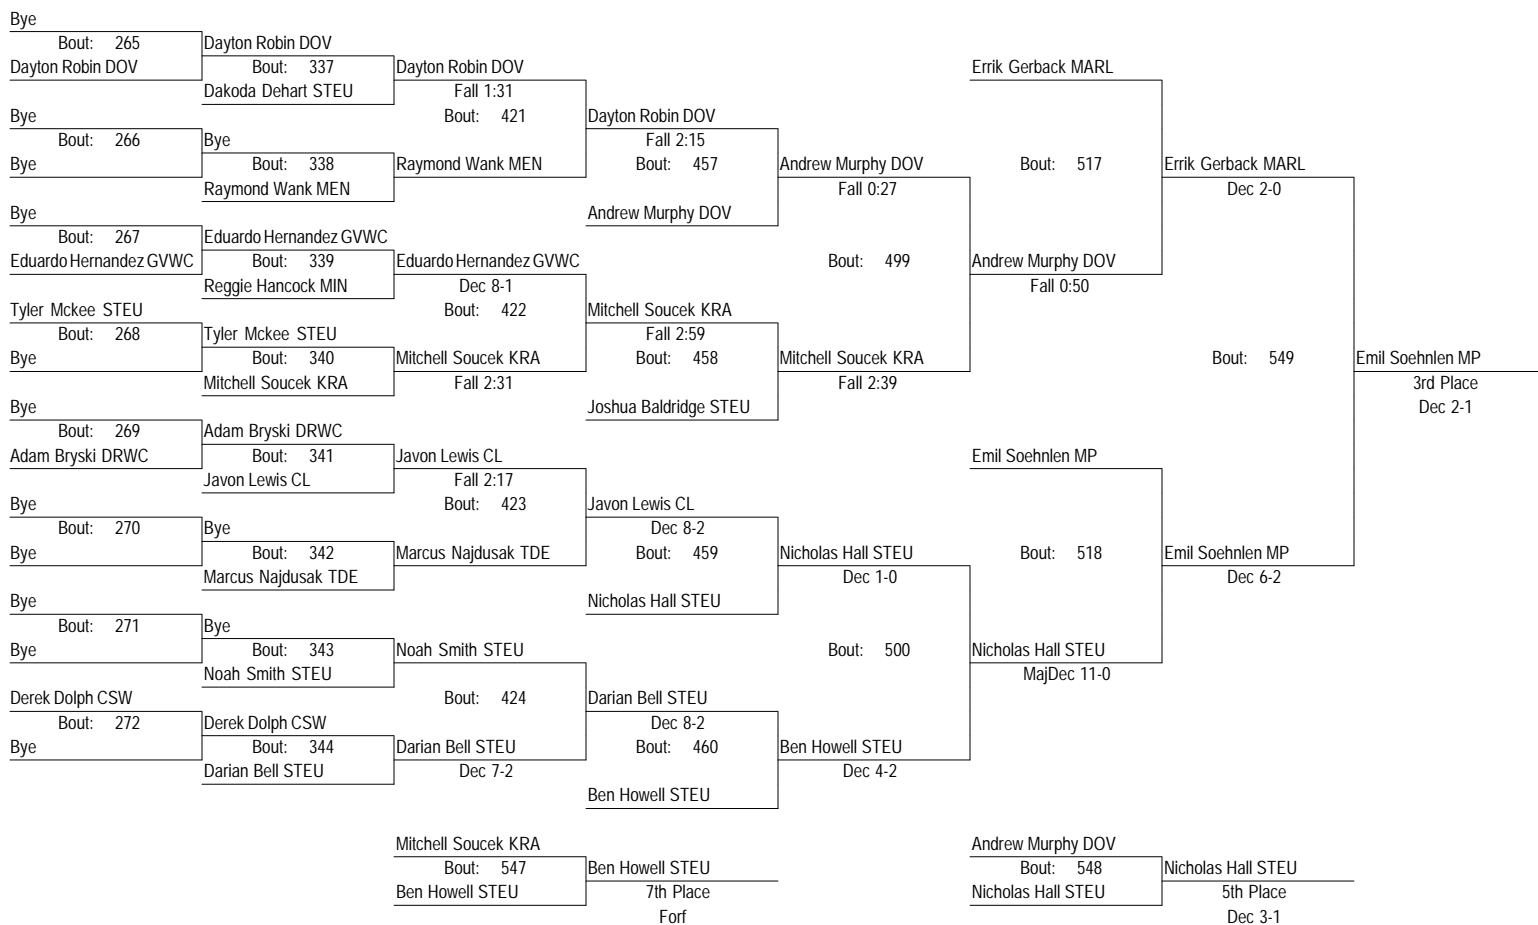 Bye
Bout: 265
Dayton Robin DOV
Dayton Robin DOV
Bout: 337
Dakoda Dehart STEU
Dayton Robin DOV
Fall 1:31
Bout: 421
Bye
Bout: 266
Bye
Bye
Bout: 338
Raymond Wank MEN
Raymond Wank MEN
Dayton Robin DOV
Fall 2:15
Bout: 457
Andrew Murphy DOV
Andrew Murphy DOV
Fall 0:27
Bye
Bout: 267
Eduardo Hernandez GVWC
Eduardo Hernandez GVWC
Bout: 339
Reggie Hancock MIN
Eduardo Hernandez GVWC
Dec 8-1
Bout: 422
Tyler Mckee STEU
Bout: 268
Bye
Tyler Mckee STEU
Bout: 340
Mitchell Soucek KRA
Mitchell Soucek KRA
Fall 2:31
Mitchell Soucek KRA
Fall 2:59
Bout: 458
Joshua Baldridge STEU
Mitchell Soucek KRA
Fall 2:39
Bout: 499
Andrew Murphy DOV
Fall 0:50
Errik Gerback MARL
Bout: 517
Errik Gerback MARL
Dec 2-0
Bye
Bout: 269
Adam Bryski DRWC
Adam Bryski DRWC
Bout: 341
Javon Lewis CL
Javon Lewis CL
Fall 2:17
Bout: 423
Bye
Bout: 270
Bye
Bye
Bout: 342
Marcus Najdusak TDE
Marcus Najdusak TDE
Javon Lewis CL
Dec 8-2
Bout: 459
Nicholas Hall STEU
Nicholas Hall STEU
Dec 1-0
Bye
Bout: 271
Bye
Bye
Bout: 343
Noah Smith STEU
Noah Smith STEU
Bout: 424
Derek Dolph CSW
Bout: 272
Bye
Derek Dolph CSW
Bout: 344
Darian Bell STEU
Darian Bell STEU
Dec 7-2
Darian Bell STEU
Dec 8-2
Bout: 460
Ben Howell STEU
Ben Howell STEU
Dec 4-2
Bout: 500
Nicholas Hall STEU
MajDec 11-0
Emil Soehnlen MP
Bout: 518
Emil Soehnlen MP
Dec 6-2
Bout: 549
Emil Soehnlen MP
3rd Place
Dec 2-1
Mitchell Soucek KRA
Bout: 547
Ben Howell STEU
Ben Howell STEU
7th Place
Forf
Andrew Murphy DOV
Bout: 548
Nicholas Hall STEU
Nicholas Hall STEU
5th Place
Dec 3-1